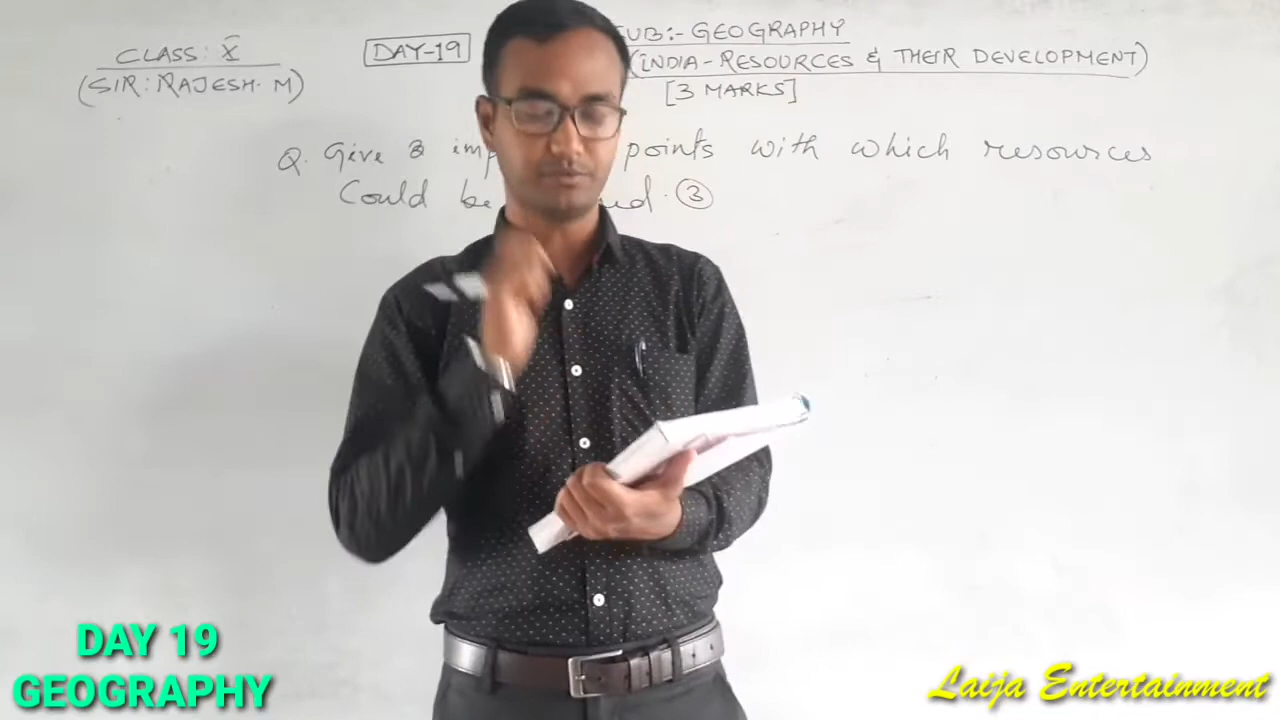 CLASS: X
(SIR: RAJESH. M)
DAY-19
SUB:- GEOGRAPHY
(INDIA-RESOURCES & THEIR DEVELOPMENT)
[3 MARKS]
Q. Give 3 points with which resources
Could be . 3
DAY 19
GEOGRAPHY
Laija Entertainment